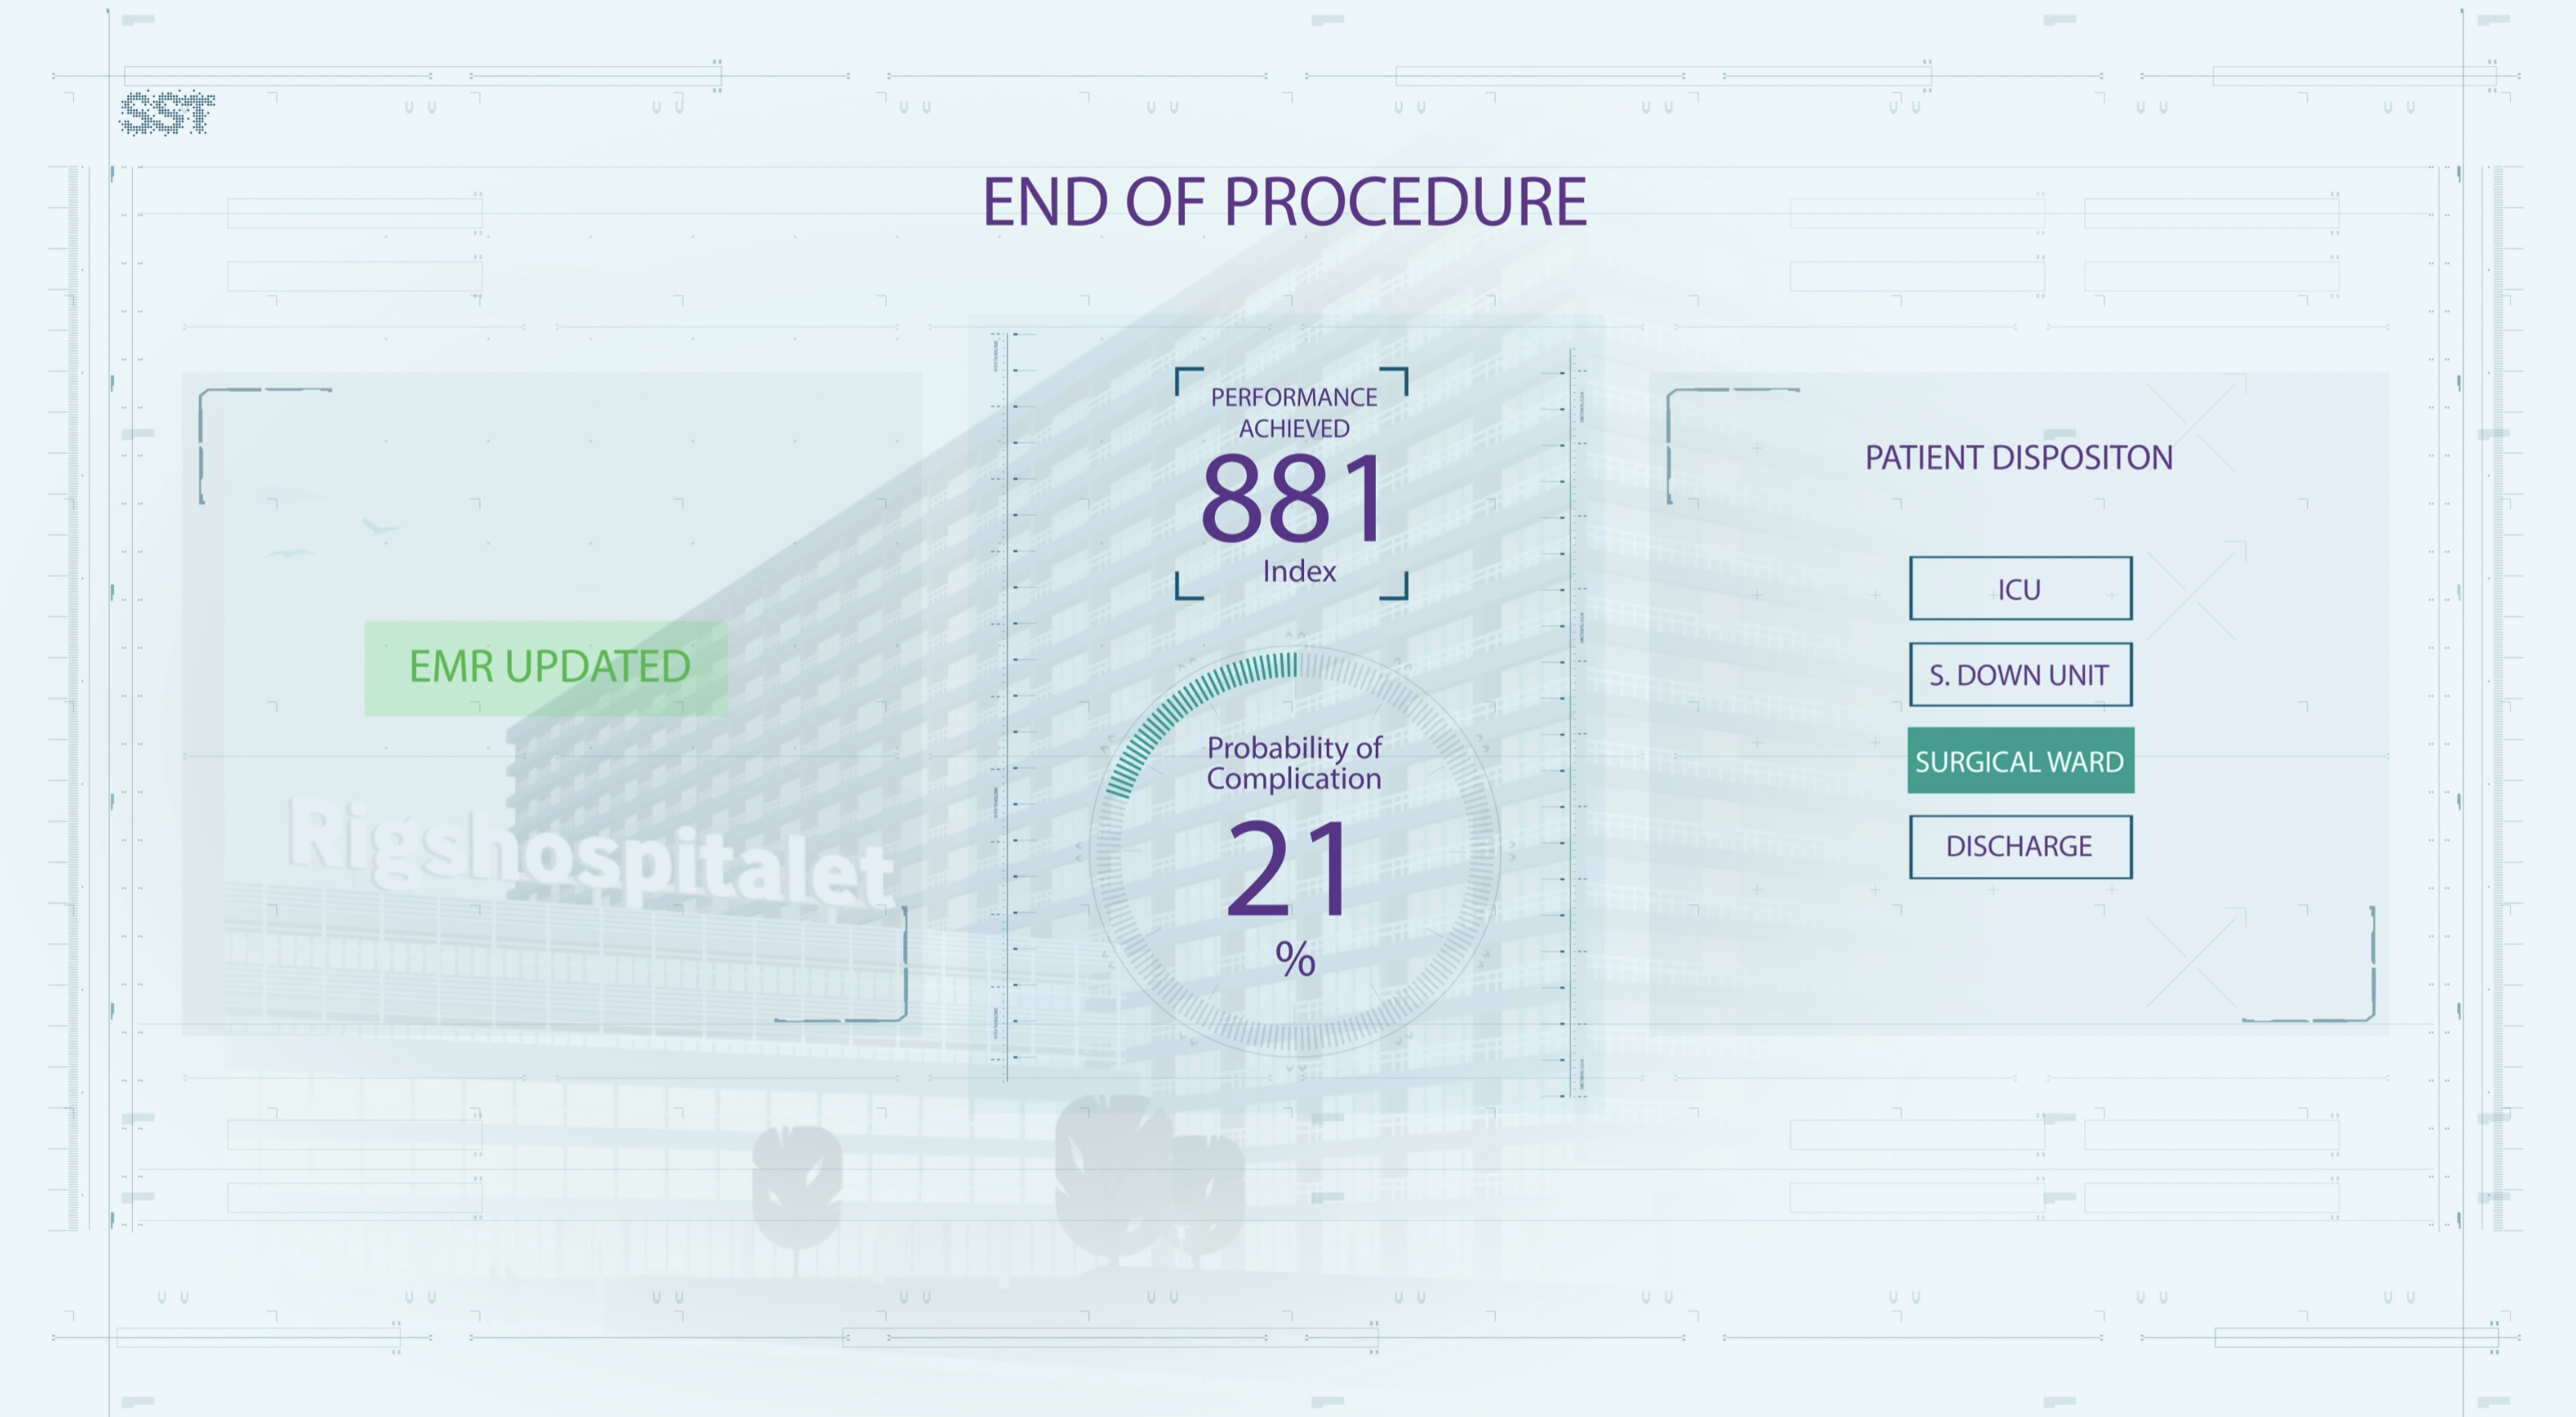 SST
END OF PROCEDURE
EMR UPDATED
Rigshospitalet
PERFORMANCE
ACHIEVED
881
Index
Probability of
Complication
21
%
PATIENT DISPOSITON
ICU
S. DOWN UNIT
SURGICAL WARD
DISCHARGE